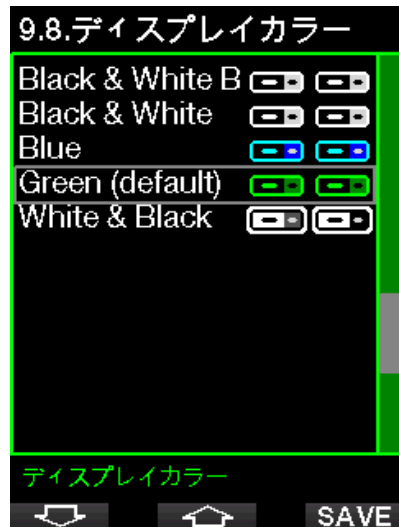 9.8.ディスプレイカラー
Black & White B
Black & White
Blue
Green (default)
White & Black
ディスプレイカラー
SAVE